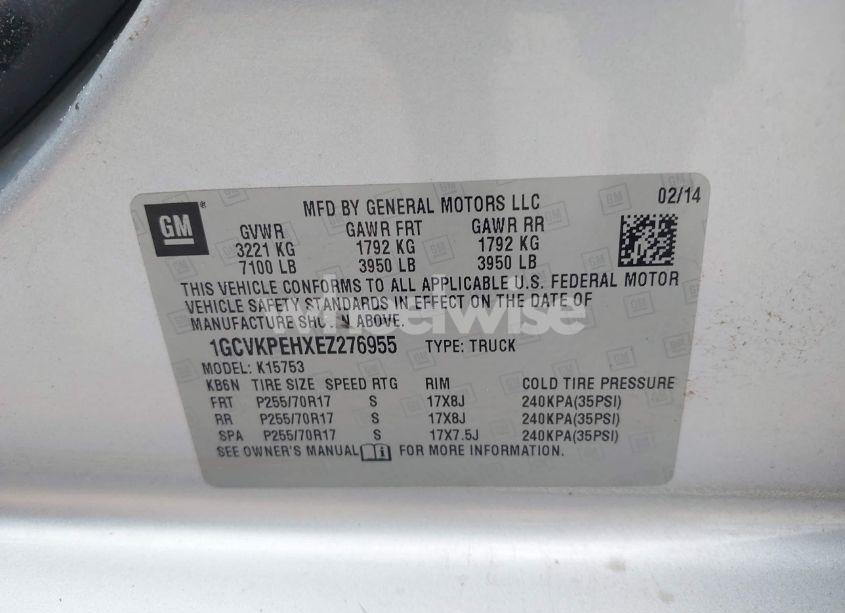 GM
MFD BY GENERAL MOTORS LLC 02/14
GVWR GAWR FRT GAWR RR
3221 KG 1792 KG 1792 KG
7100 LB 3950 LB 3950 LB
THIS VEHICLE CONFORMS TO ALL APPLICABLE U.S. FEDERAL MOTOR
VEHICLE SAFETY STANDARDS IN EFFECT ON THE DATE OF
MANUFACTURE SHOWN ABOVE.
wheelwise
1GCVKPEHXEZ276955 TYPE: TRUCK
MODEL: K15753
KB6N TIRE SIZE SPEED RTG RIM COLD TIRE PRESSURE
FRT P255/70R17 S 17X8J 240KPA(35PSI)
RR P255/70R17 S 17X8J 240KPA(35PSI)
SPA P255/70R17 S 17X7.5J 240KPA(35PSI)
SEE OWNER'S MANUAL FOR MORE INFORMATION.